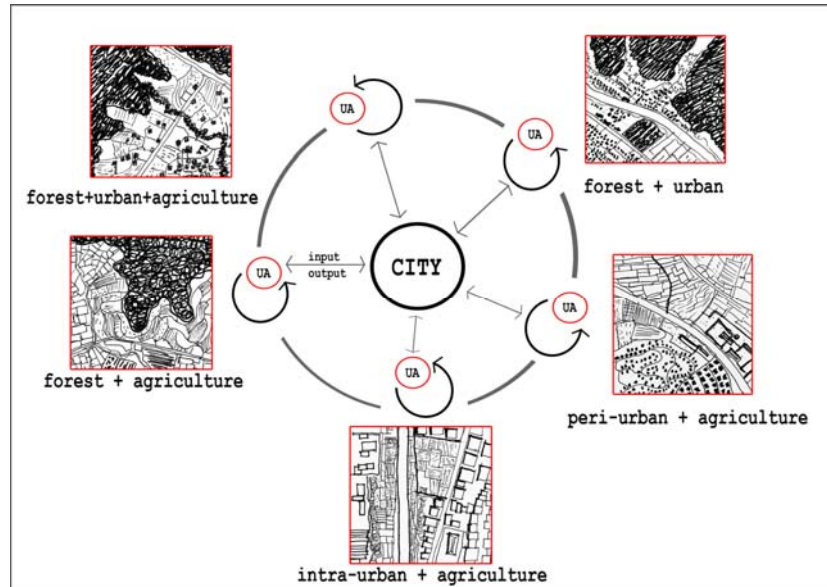 UA
UA
forest+urban+agriculture
forest + urban
input
output
UA
CITY
UA
forest + agriculture
UA
peri-urban + agriculture
intra-urban + agriculture